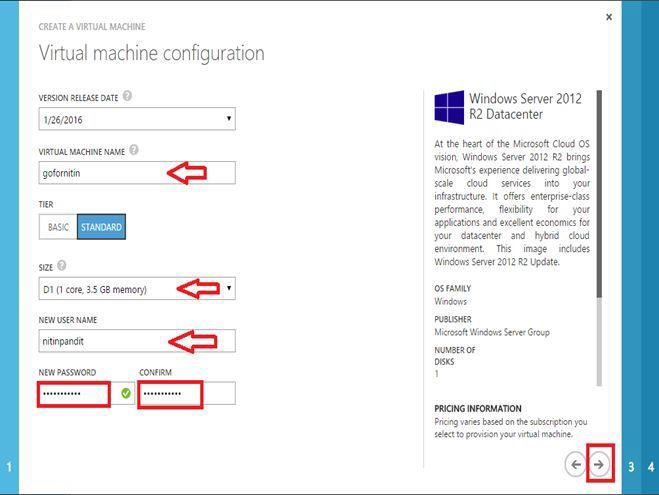 CREATE A VIRTUAL MACHINE
x
Virtual machine configuration
VERSION RELEASE DATE ?
1/26/2016
VIRTUAL MACHINE NAME ?
gofornitin
TIER
BASIC STANDARD
SIZE ?
D1 (1 core, 3.5 GB memory)
NEW USER NAME
nitinpandit
NEW PASSWORD CONFIRM
••••••••••• •••••••••••
Windows Server 2012
R2 Datacenter
At the heart of the Microsoft Cloud OS
vision, Windows Server 2012 R2 brings
Microsoft's experience delivering global-
scale cloud services into your
infrastructure. It offers enterprise-class
performance, flexibility for your
applications and excellent economics for
your datacenter and hybrid cloud
environment. This image includes
Windows Server 2012 R2 Update.
OS FAMILY
Windows
PUBLISHER
Microsoft Windows Server Group
NUMBER OF
DISKS
1
PRICING INFORMATION
Pricing varies based on the subscription you
select to provision your virtual machine.
1
3 4